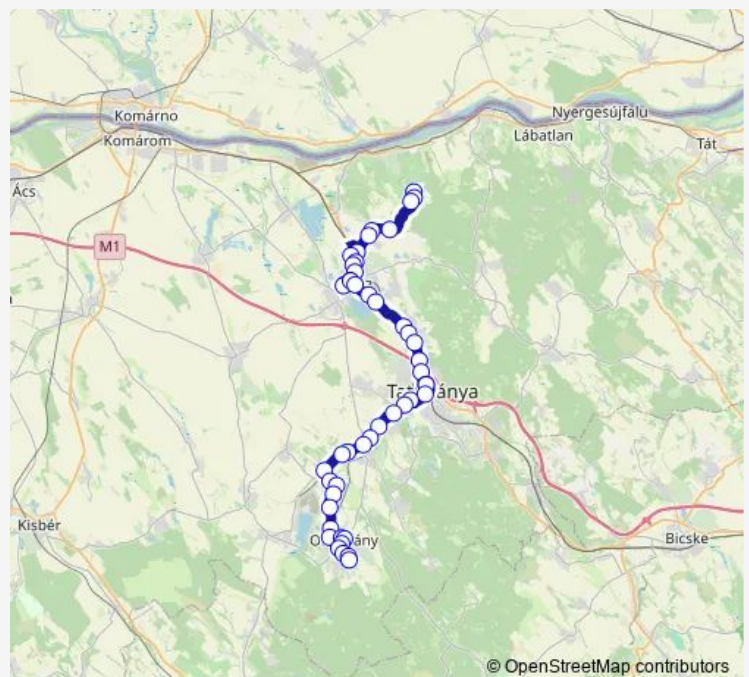 Komárno
Komárom
Nyergesújfalu
Lábatlan
Tát
Ács
M1
Kisbér
Bicske
© OpenStreetMap contributors